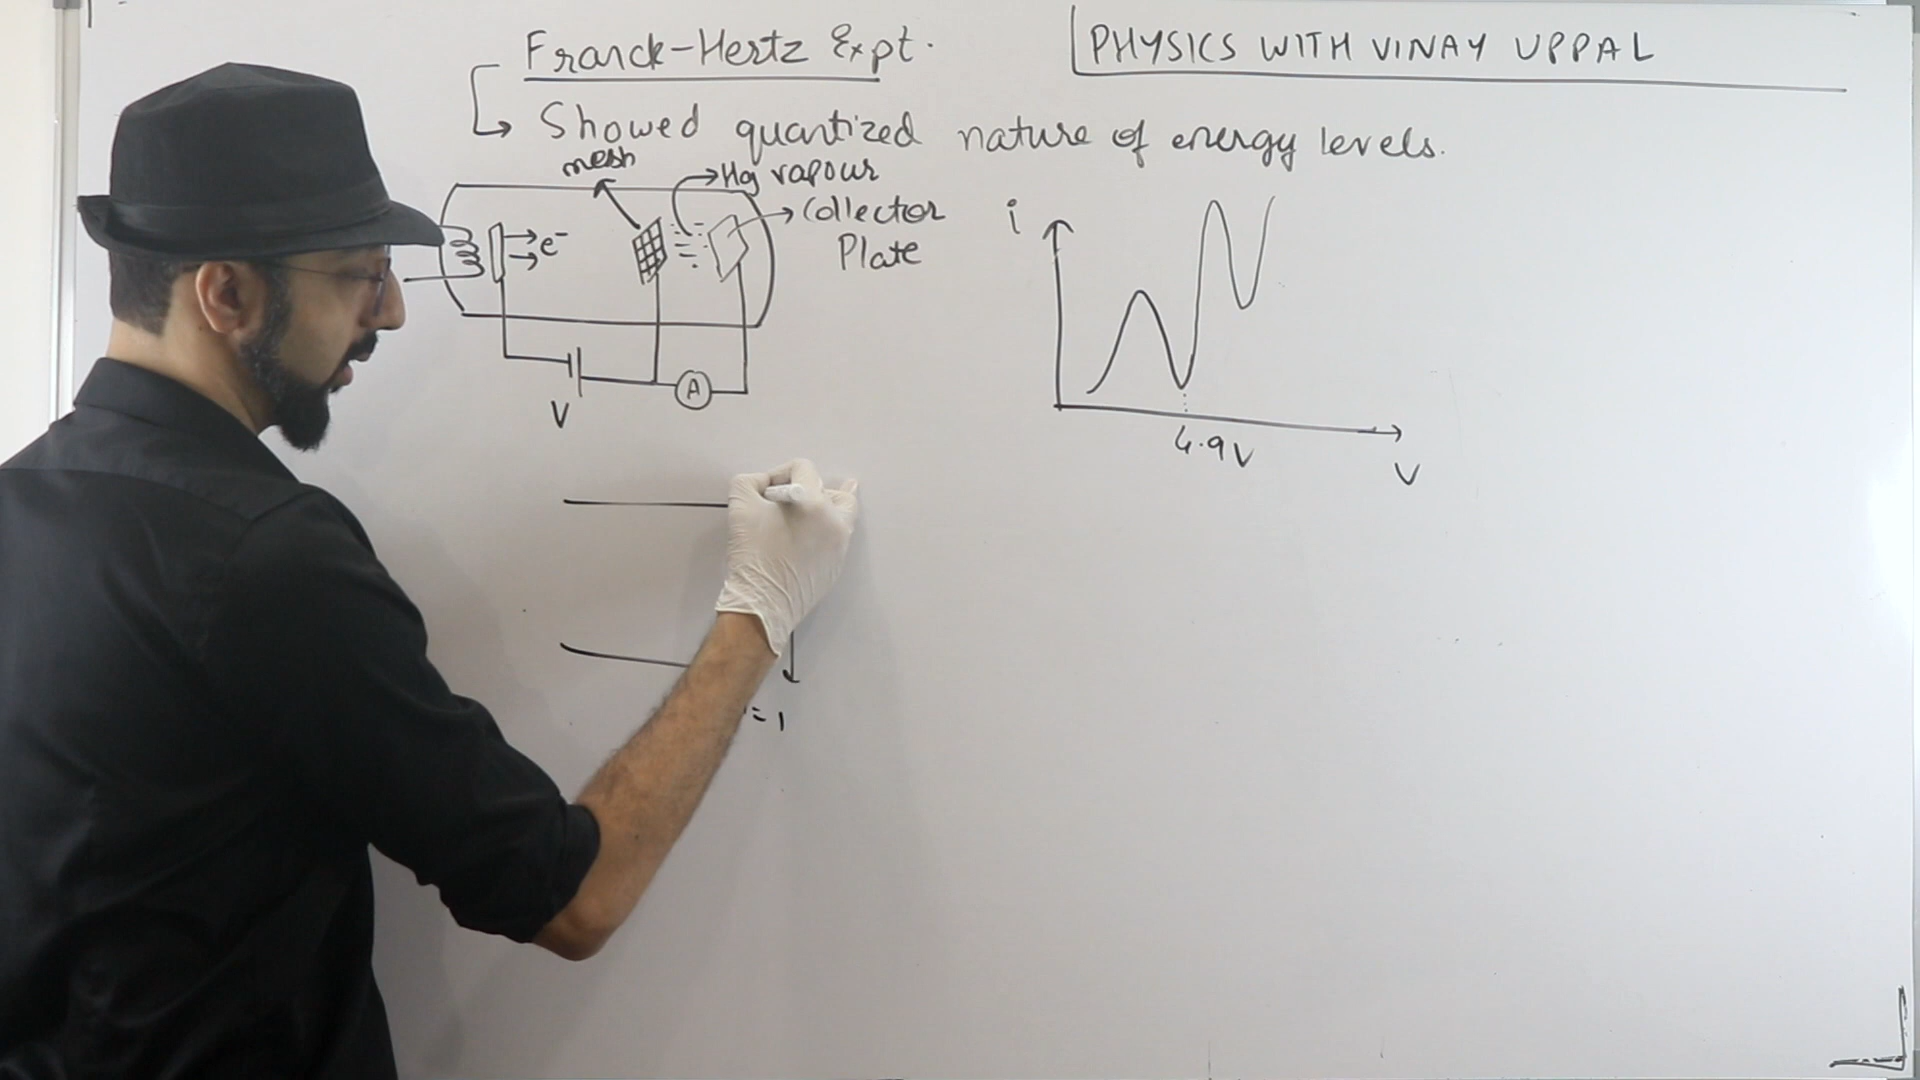 Franck-Hertz Expt.
PHYSICS WITH VINAY UPPAL
Showed quantized nature of energy levels.
mesh
Hg vapour
Collector
Plate
e⁻
A
V
i
4.9V
V
= 1